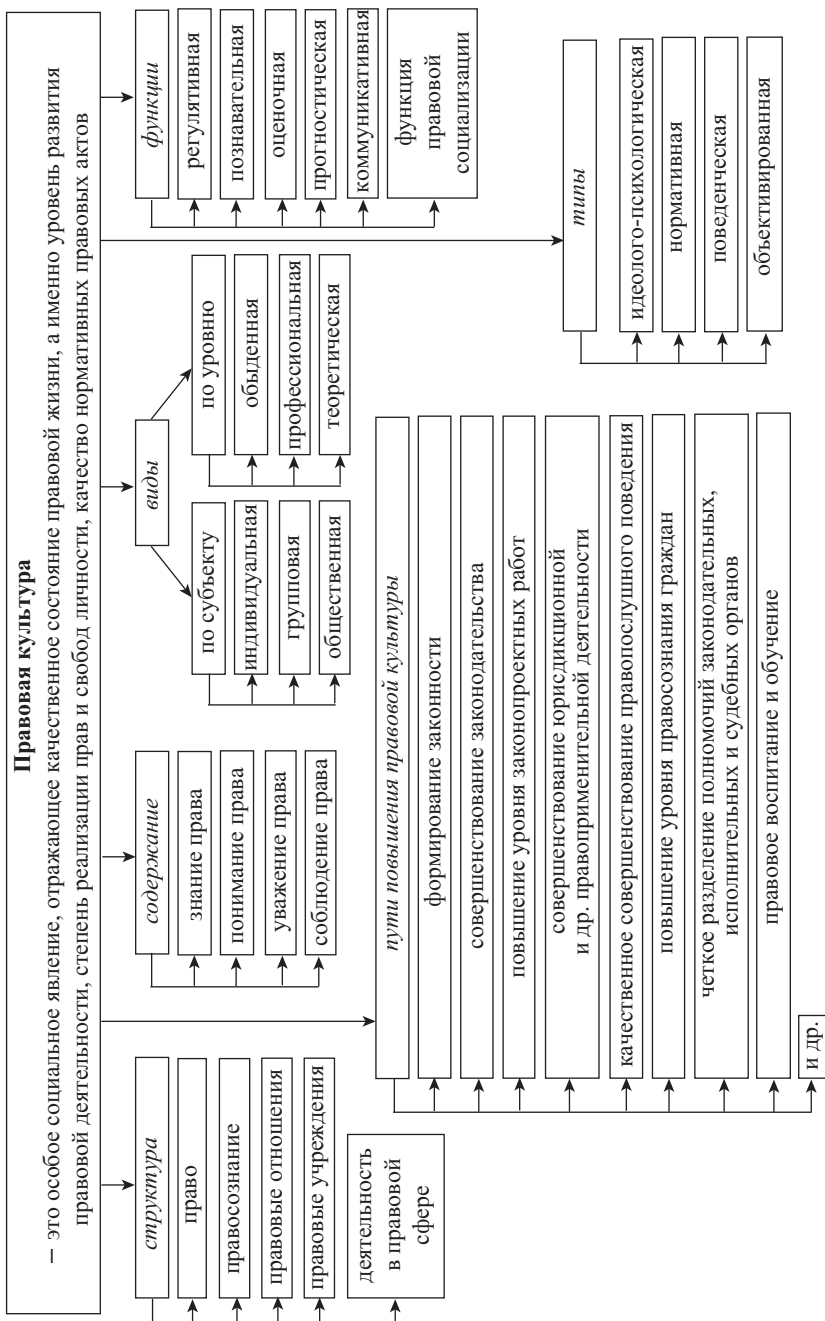 Правовая культура
– это особое социальное явление, отражающее качественное состояние правовой жизни, а именно уровень развития
правовой деятельности, степень реализации прав и свобод личности, качество нормативных правовых актов
структура
право
правосознание
правовые отношения
правовые учреждения
деятельность
в правовой
сфере
содержание
знание права
понимание права
уважение права
соблюдение права
виды
по субъекту
индивидуальная
групповая
общественная
по уровню
обыденная
профессиональная
теоретическая
функции
регулятивная
познавательная
оценочная
прогностическая
коммуникативная
функция
правовой
социализации
пути повышения правовой культуры
формирование законности
совершенствование законодательства
повышение уровня законопроектных работ
совершенствование юрисдикционной
и др. правоприменительной деятельности
качественное совершенствование правопослушного поведения
повышение уровня правосознания граждан
четкое разделение полномочий законодательных,
исполнительных и судебных органов
правовое воспитание и обучение
и др.
типы
идеолого-психологическая
нормативная
поведенческая
объективированная